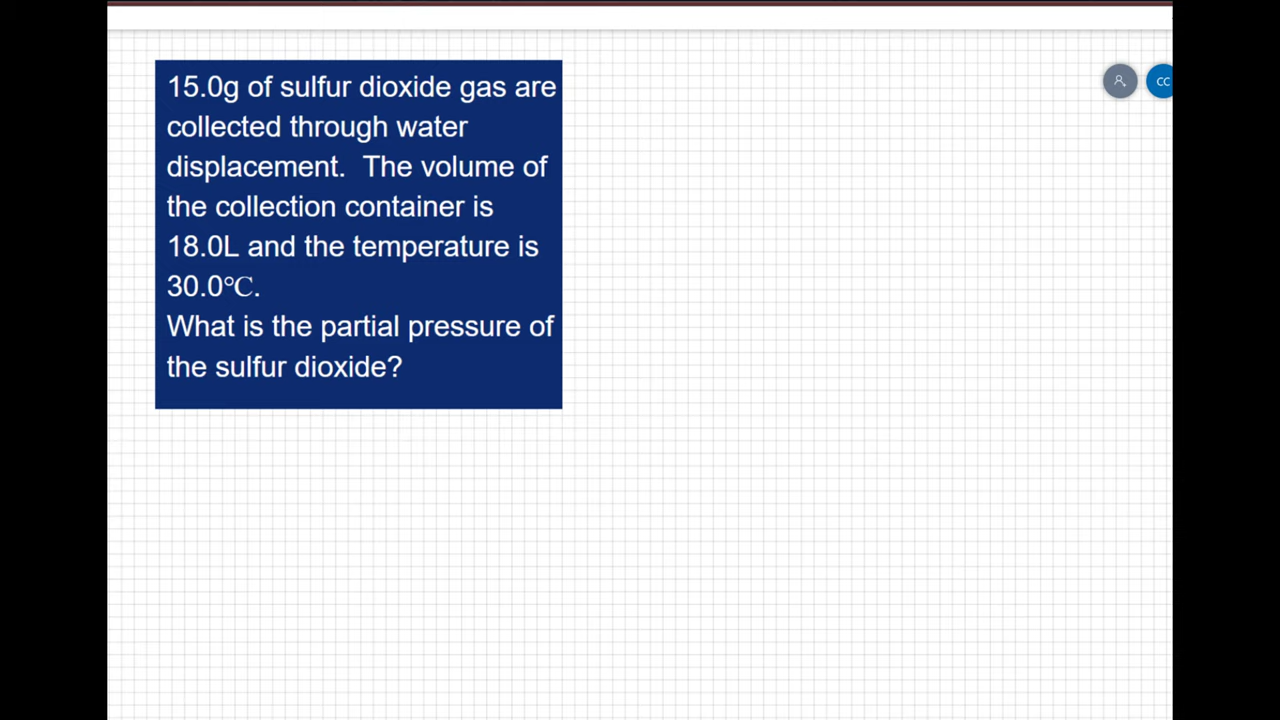 15.0g of sulfur dioxide gas are
collected through water
displacement.  The volume of
the collection container is
18.0L and the temperature is
30.0℃.
What is the partial pressure of
the sulfur dioxide?
CC